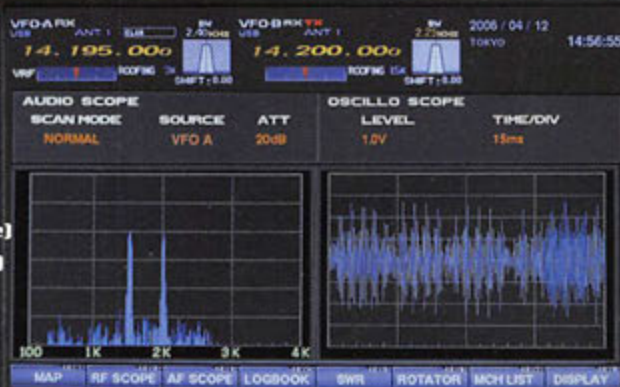 VFO-A RX
USB ANT 1
14. 195. 000
VRF ROOFING 3k
BW
2.40kHz
SHIFT: 0.00
VFO-B RX TX
USB ANT 1
14. 200. 000
ROOFING 15k
BW
SHIFT: 0.00
2006 / 04 / 12
TOKYO
14:56:55
AUDIO SCOPE
SCAN MODE SOURCE ATT
NORMAL VFO A 20dB
OSCILLO SCOPE
LEVEL TIME/DIV
1.0V 15ms
100 1K 2K 3K 4K
MAP RF SCOPE AF SCOPE LOGBOOK SWR ROTATOR MCH LIST DISPLAY